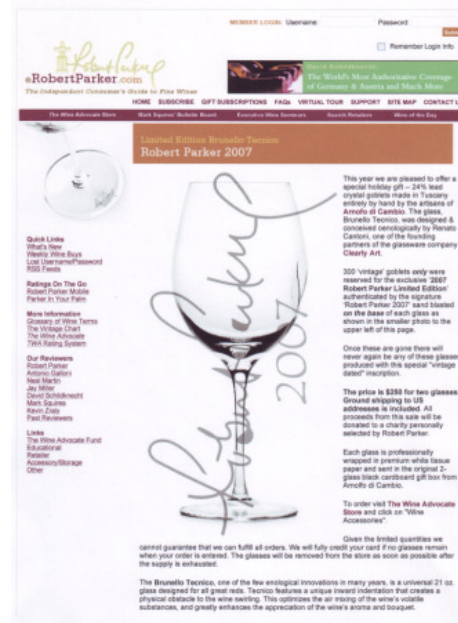 MEMBER LOGIN: Username Password
Remember Login Info
Robert Parker
eRobertParker.com
The Independent Consumer's Guide to Fine Wines
The World's Most Authoritative Coverage
of Germany & Austria and Much More
HOME SUBSCRIBE GIFT SUBSCRIPTIONS FAQs VIRTUAL TOUR SUPPORT SITE MAP CONTACT
The Wine Advocate Store Mark Squires' Bulletin Board Executive Wine Seminars Search Retailers Wine of the Day
Limited Edition Brunello Tecnico
Robert Parker 2007
Quick Links
What's New
Weekly Wine Buys
Lost Username/Password
RSS Feeds
Ratings On The Go
Robert Parker Mobile
Parker In Your Palm
More Information
Glossary of Wine Terms
The Vintage Chart
The Wine Advocate
TWA Rating System
Our Reviewers
Robert Parker
Antonio Galloni
Neal Martin
Jay Miller
David Schildknecht
Mark Squires
Kevin Zraly
Past Reviewers
Links
The Wine Advocate Fund
Educational
Retailer
Accessory/Storage
Other
Robert Parker
2007
This year we are pleased to offer a
special holiday gift – 24% lead
crystal goblets made in Tuscany
entirely by hand by the artisans of
Arnolfo di Cambio. The glass,
Brunello Tecnico, was designed &
conceived oenologically by Renato
Cantoni, one of the founding
partners of the glassware company
Clearly Art.
300 'vintage' goblets only were
reserved for the exclusive '2007
Robert Parker Limited Edition'
authenticated by the signature
'Robert Parker 2007' sand blasted
on the base of each glass as
shown in the smaller photo to the
upper left of this page.
Once these are gone there will
never again be any of these glasses
produced with this special "vintage
dated" inscription.
The price is $250 for two glasses
Ground shipping to US
addresses is included. All
proceeds from this sale will be
donated to a charity personally
selected by Robert Parker.
Each glass is professionally
wrapped in premium white tissue
paper and sent in the original 2-
glass black cardboard gift box from
Arnolfo di Cambio.
To order visit The Wine Advocate
Store and click on "Wine
Accessories".
Given the limited quantities we
cannot guarantee that we can fulfill all orders. We will fully credit your card if no glasses remain
when your order is entered. The glasses will be removed from the store as soon as possible after
the supply is exhausted.
The Brunello Tecnico, one of the few enological innovations in many years, is a universal 21 oz.
glass designed for all great reds. Tecnico features a unique inward indentation that creates a
physical obstacle to the wine swirling. This optimizes the air mixing of the wine's volatile
substances, and greatly enhances the appreciation of the wine's aroma and bouquet.